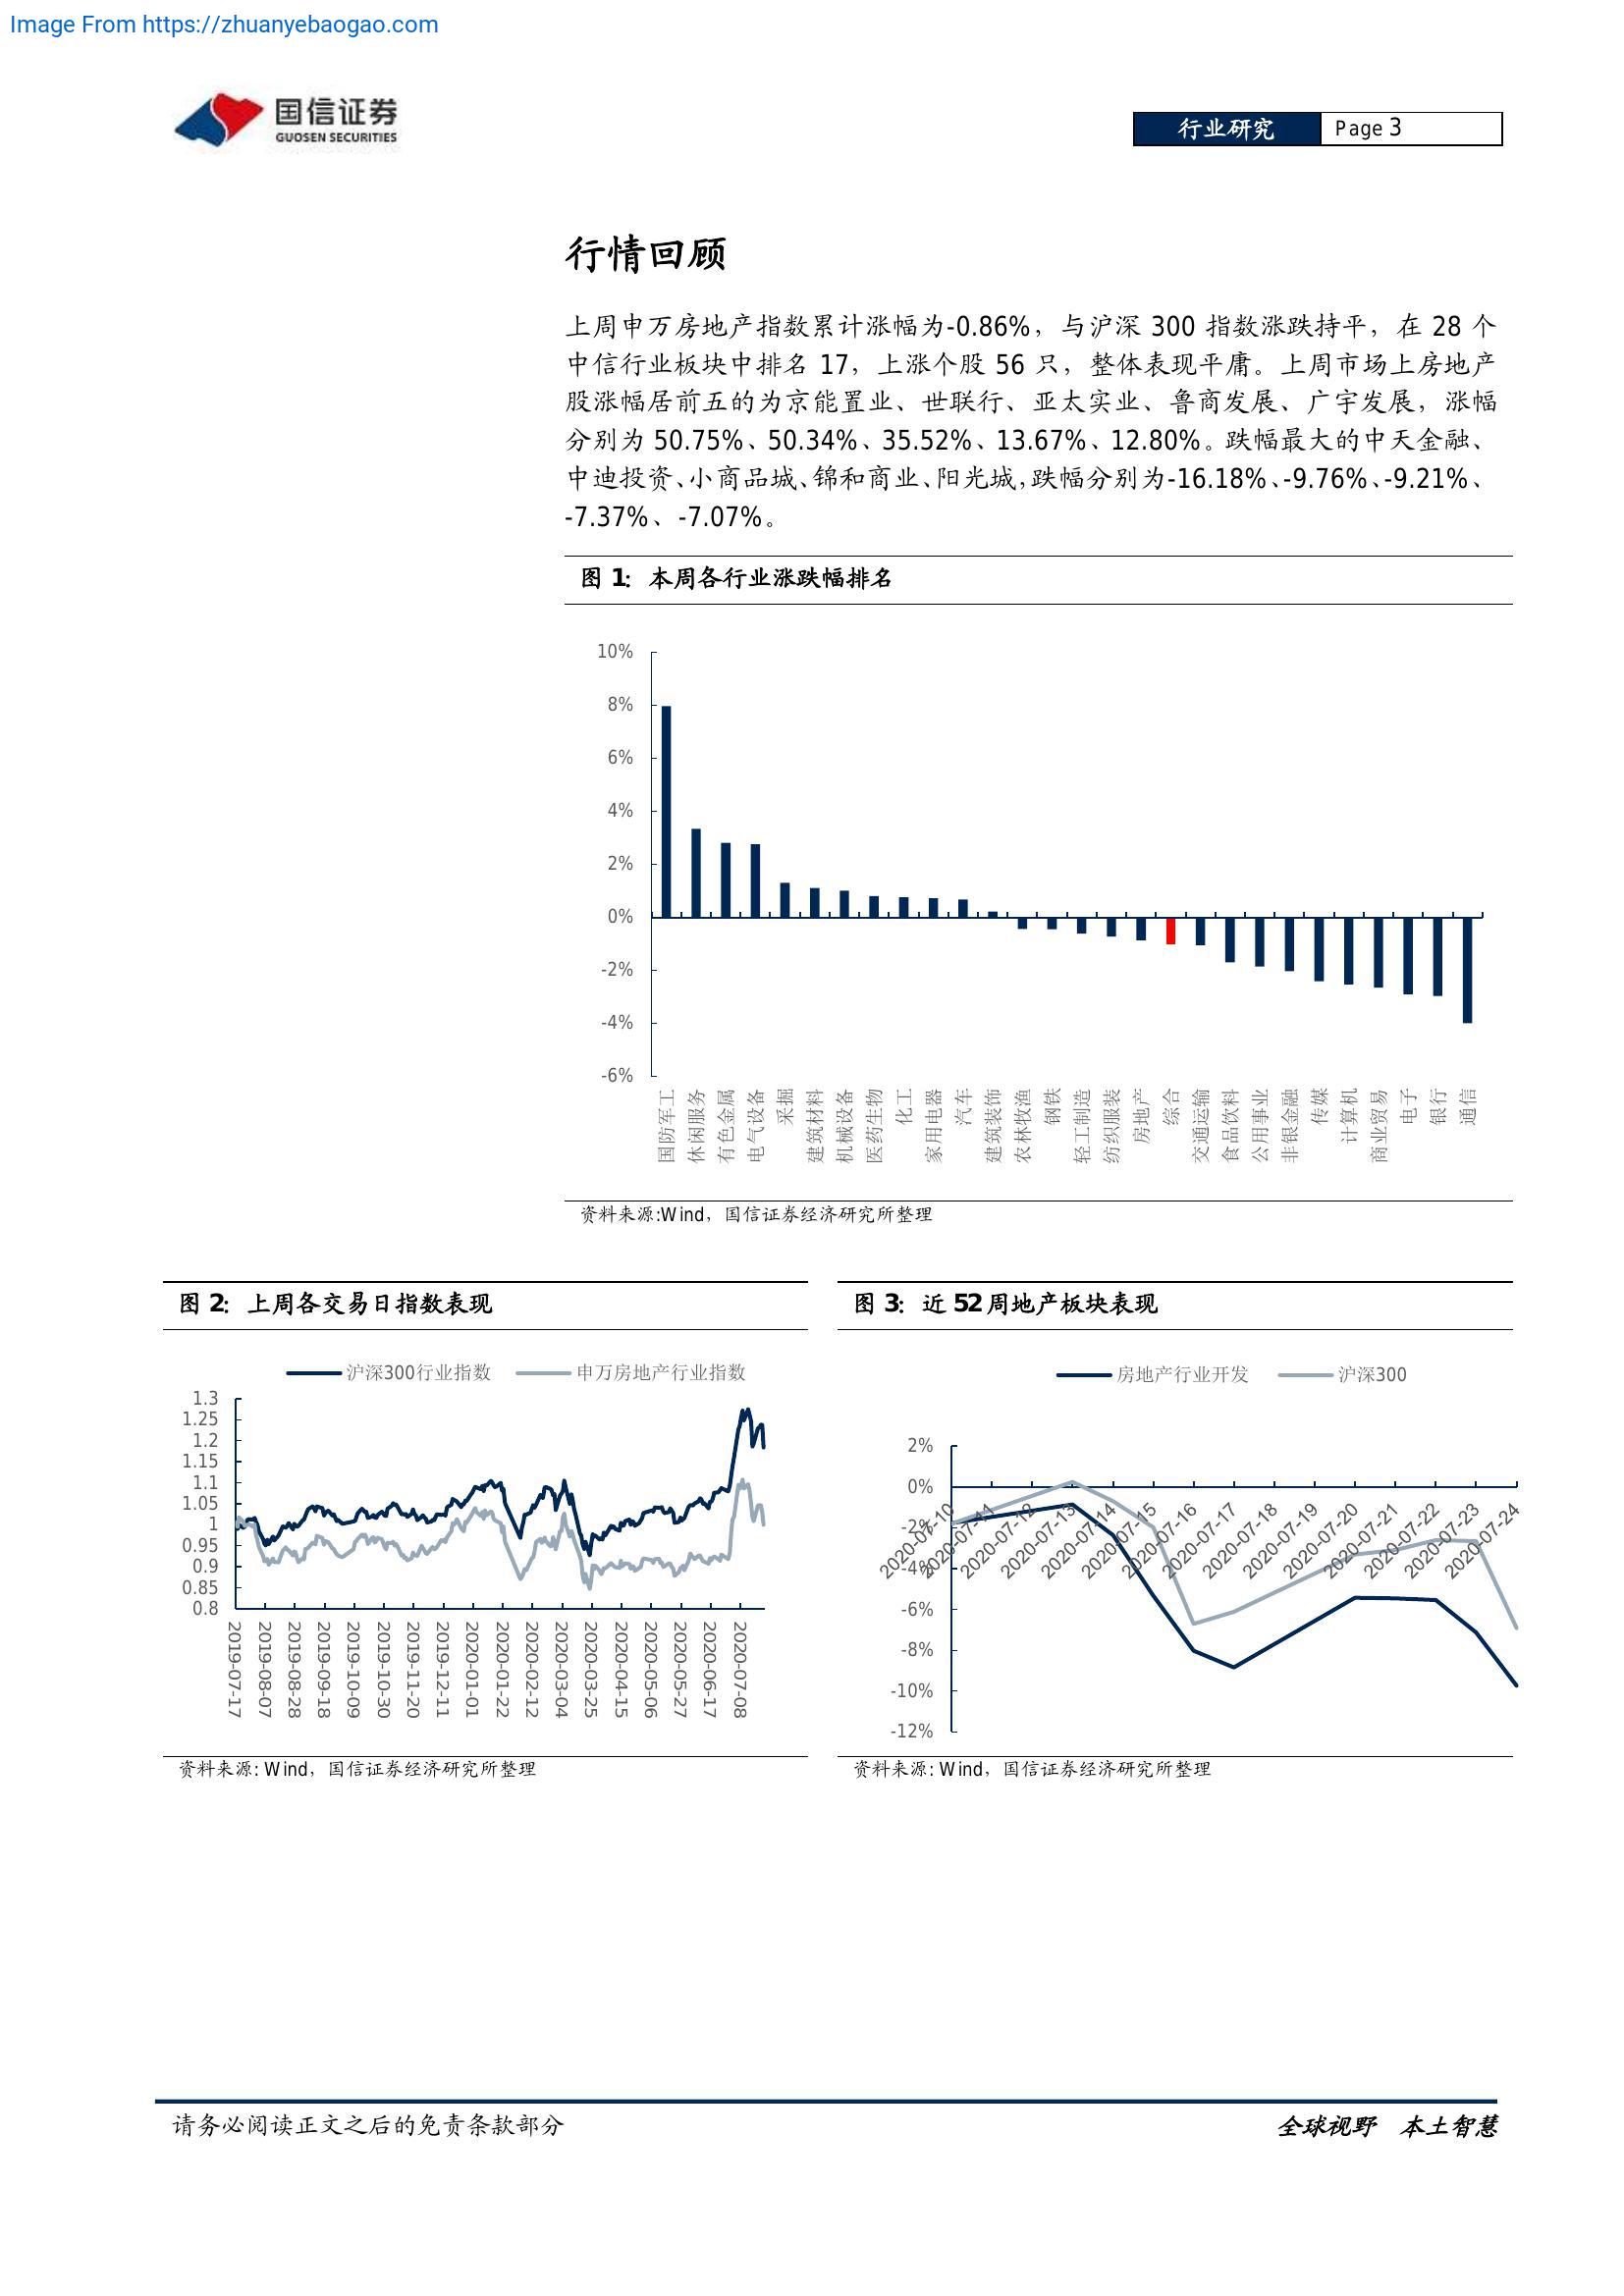 Image From https://zhuanyebaogao.com
国信证券
GUOSEN SECURITIES
行业研究
Page 3
行情回顾
上周申万房地产指数累计涨幅为-0.86%，与沪深 300 指数涨跌持平，在 28 个
中信行业板块中排名 17，上涨个股 56 只，整体表现平庸。上周市场上房地产
股涨幅居前五的为京能置业、世联行、亚太实业、鲁商发展、广宇发展，涨幅
分别为 50.75%、50.34%、35.52%、13.67%、12.80%。跌幅最大的中天金融、
中迪投资、小商品城、锦和商业、阳光城，跌幅分别为-16.18%、-9.76%、-9.21%、
-7.37%、-7.07%。
图 1：本周各行业涨跌幅排名
10%
8%
6%
4%
2%
0%
-2%
-4%
-6%
国防军工
休闲服务
有色金属
电气设备
采掘
建筑材料
机械设备
医药生物
化工
家用电器
汽车
建筑装饰
农林牧渔
钢铁
轻工制造
纺织服装
房地产
综合
交通运输
食品饮料
公用事业
非银金融
传媒
计算机
商业贸易
电子
银行
通信
资料来源:Wind，国信证券经济研究所整理
图 2：上周各交易日指数表现
沪深300行业指数
申万房地产行业指数
1.3
1.25
1.2
1.15
1.1
1.05
1
0.95
0.9
0.85
0.8
2019-07-17
2019-08-07
2019-08-28
2019-09-18
2019-10-09
2019-10-30
2019-11-20
2019-12-11
2020-01-01
2020-01-22
2020-02-12
2020-03-04
2020-03-25
2020-04-15
2020-05-06
2020-05-27
2020-06-17
2020-07-08
资料来源: Wind，国信证券经济研究所整理
图 3：近 52 周地产板块表现
房地产行业开发
沪深300
2%
0%
-2%
-4%
-6%
-8%
-10%
-12%
2020-07-10
2020-07-11
2020-07-12
2020-07-13
2020-07-14
2020-07-15
2020-07-16
2020-07-17
2020-07-18
2020-07-19
2020-07-20
2020-07-21
2020-07-22
2020-07-23
2020-07-24
资料来源: Wind，国信证券经济研究所整理
请务必阅读正文之后的免责条款部分
全球视野 本土智慧